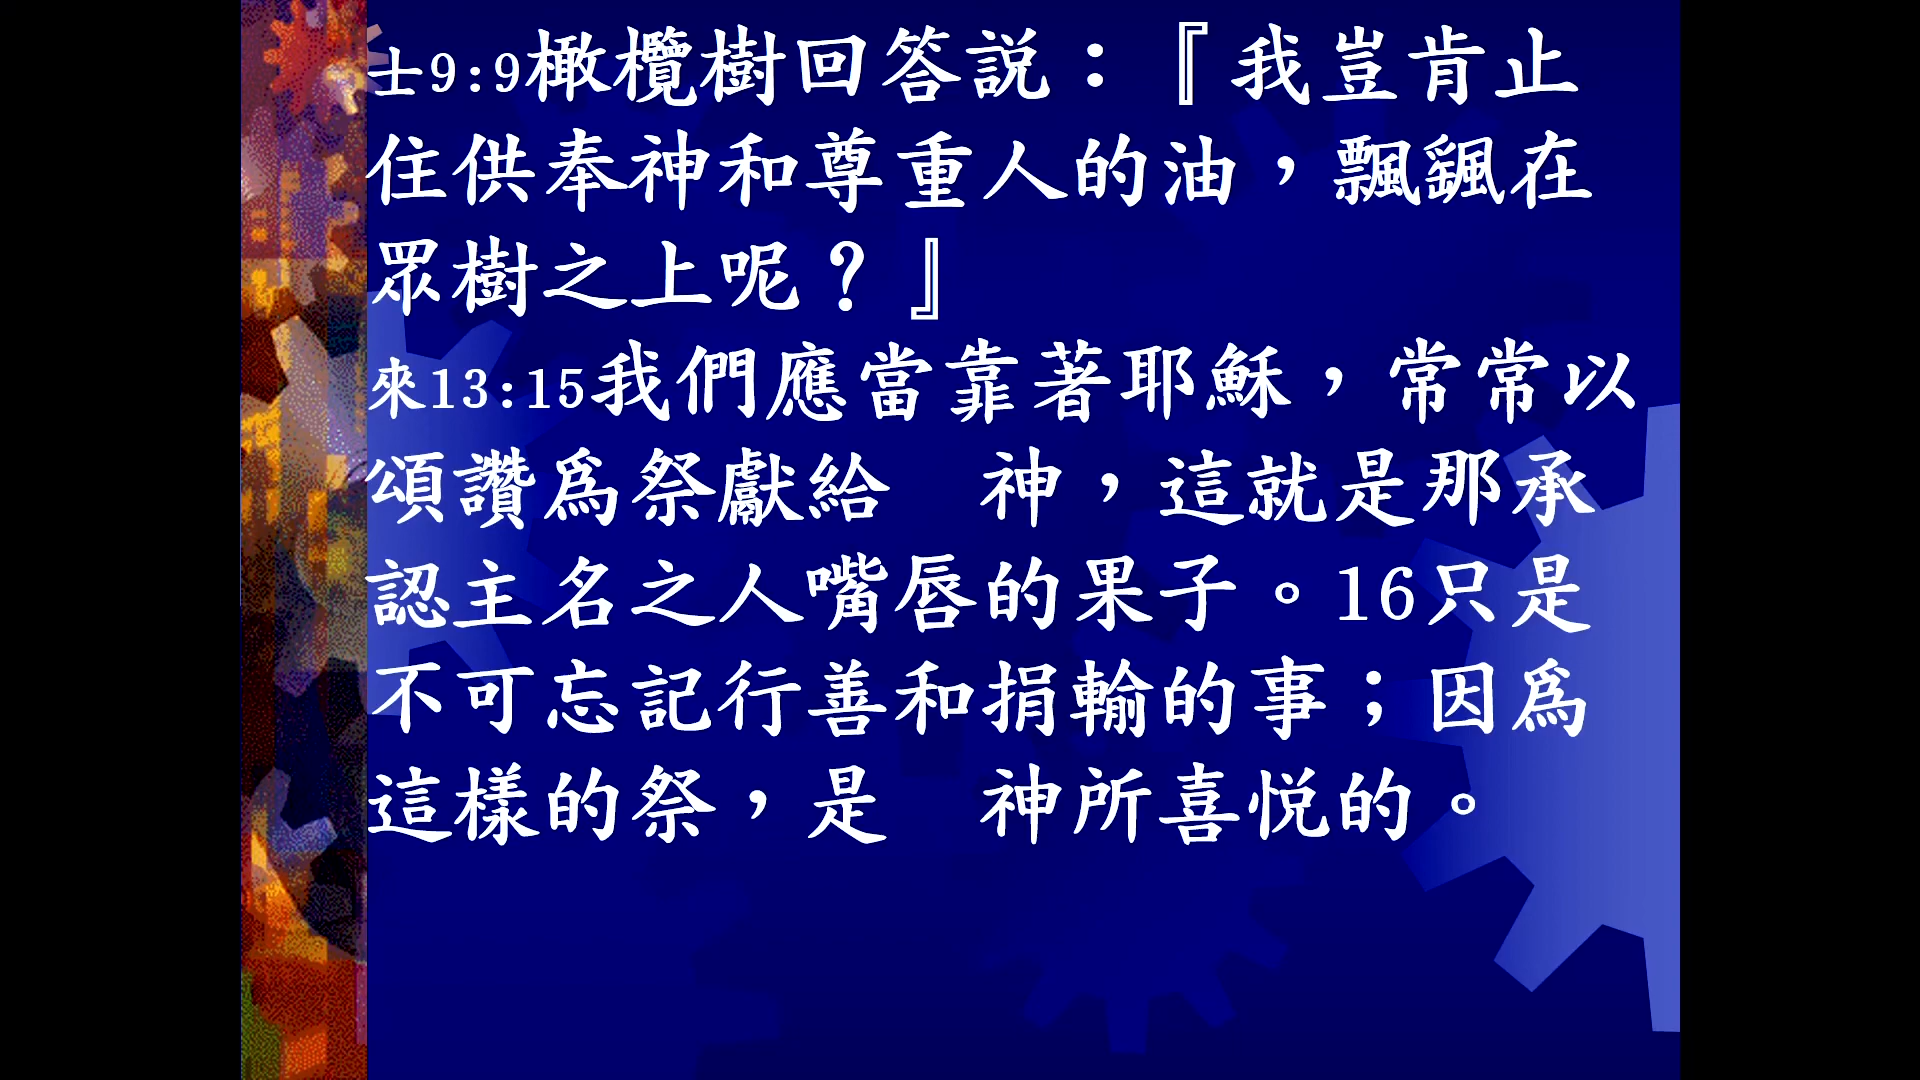 士9:9橄欖樹回答說：『我豈肯止
住供奉神和尊重人的油，飄颻在
眾樹之上呢？』
來13:15我們應當靠著耶穌，常常以
頌讚為祭獻給　神，這就是那承
認主名之人嘴唇的果子。16只是
不可忘記行善和捐輸的事；因為
這樣的祭，是　神所喜悅的。